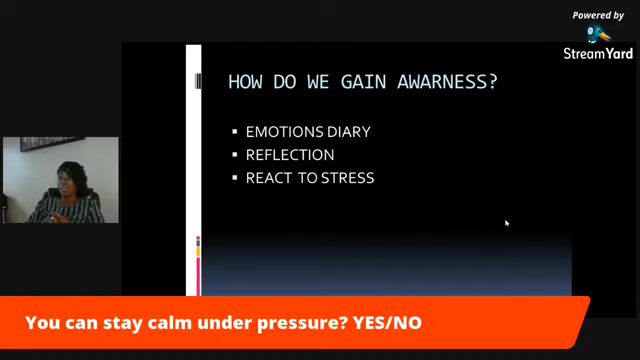 Powered by
StreamYard
HOW DO WE GAIN AWARNESS?
EMOTIONS DIARY
REFLECTION
REACT TO STRESS
You can stay calm under pressure? YES/NO